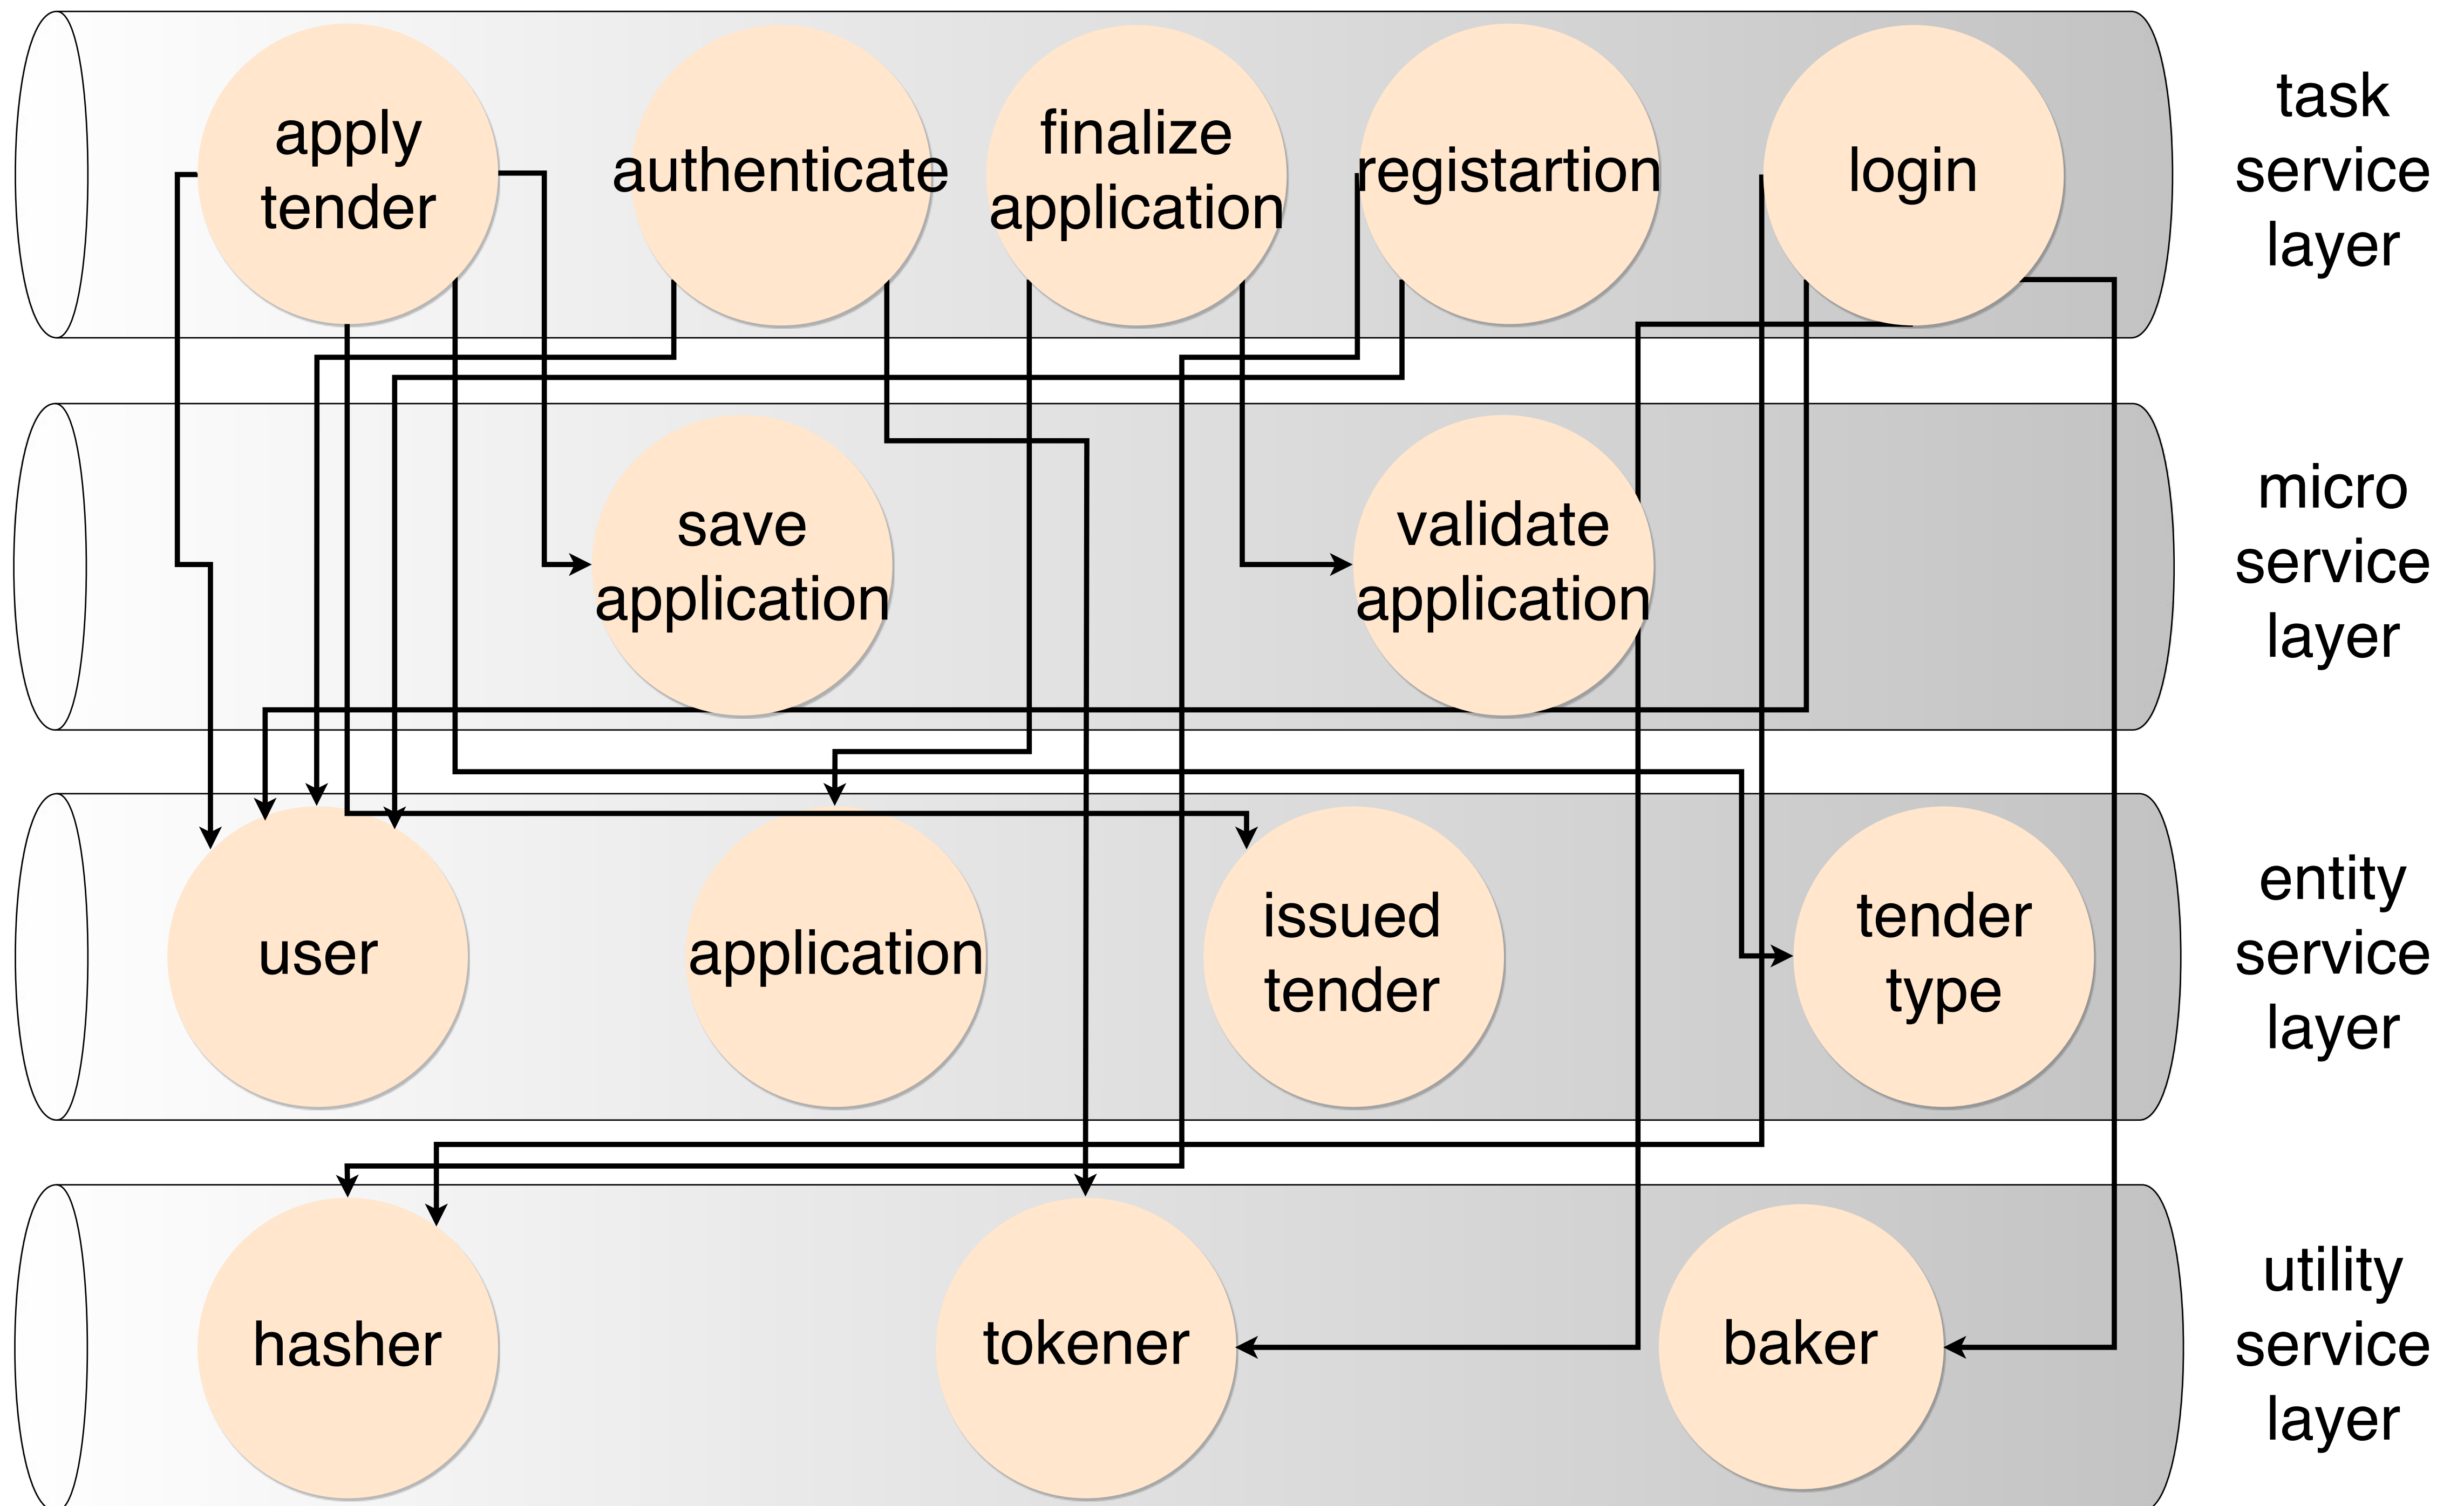 apply
tender
authenticate
finalize
application
registartion
login
task
service
layer
save
application
validate
application
micro
service
layer
user
application
issued
tender
tender
type
entity
service
layer
hasher
tokener
baker
utility
service
layer